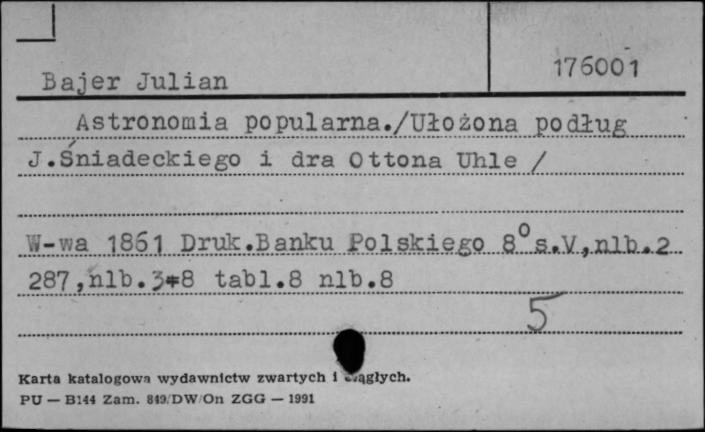 Bajer Julian
176001
Astronomia popularna./Ułożona podług
J.Śniadeckiego i dra Ottona Uhle /
W-wa 1861 Druk.Banku Polskiego 8° s.V,nlb.2
287,nlb.3+8 tabl.8 nlb.8
5
Karta katalogowa wydawnictw zwartych i ciągłych.
PU — B144 Zam. 849/DW/On ZGG — 1991